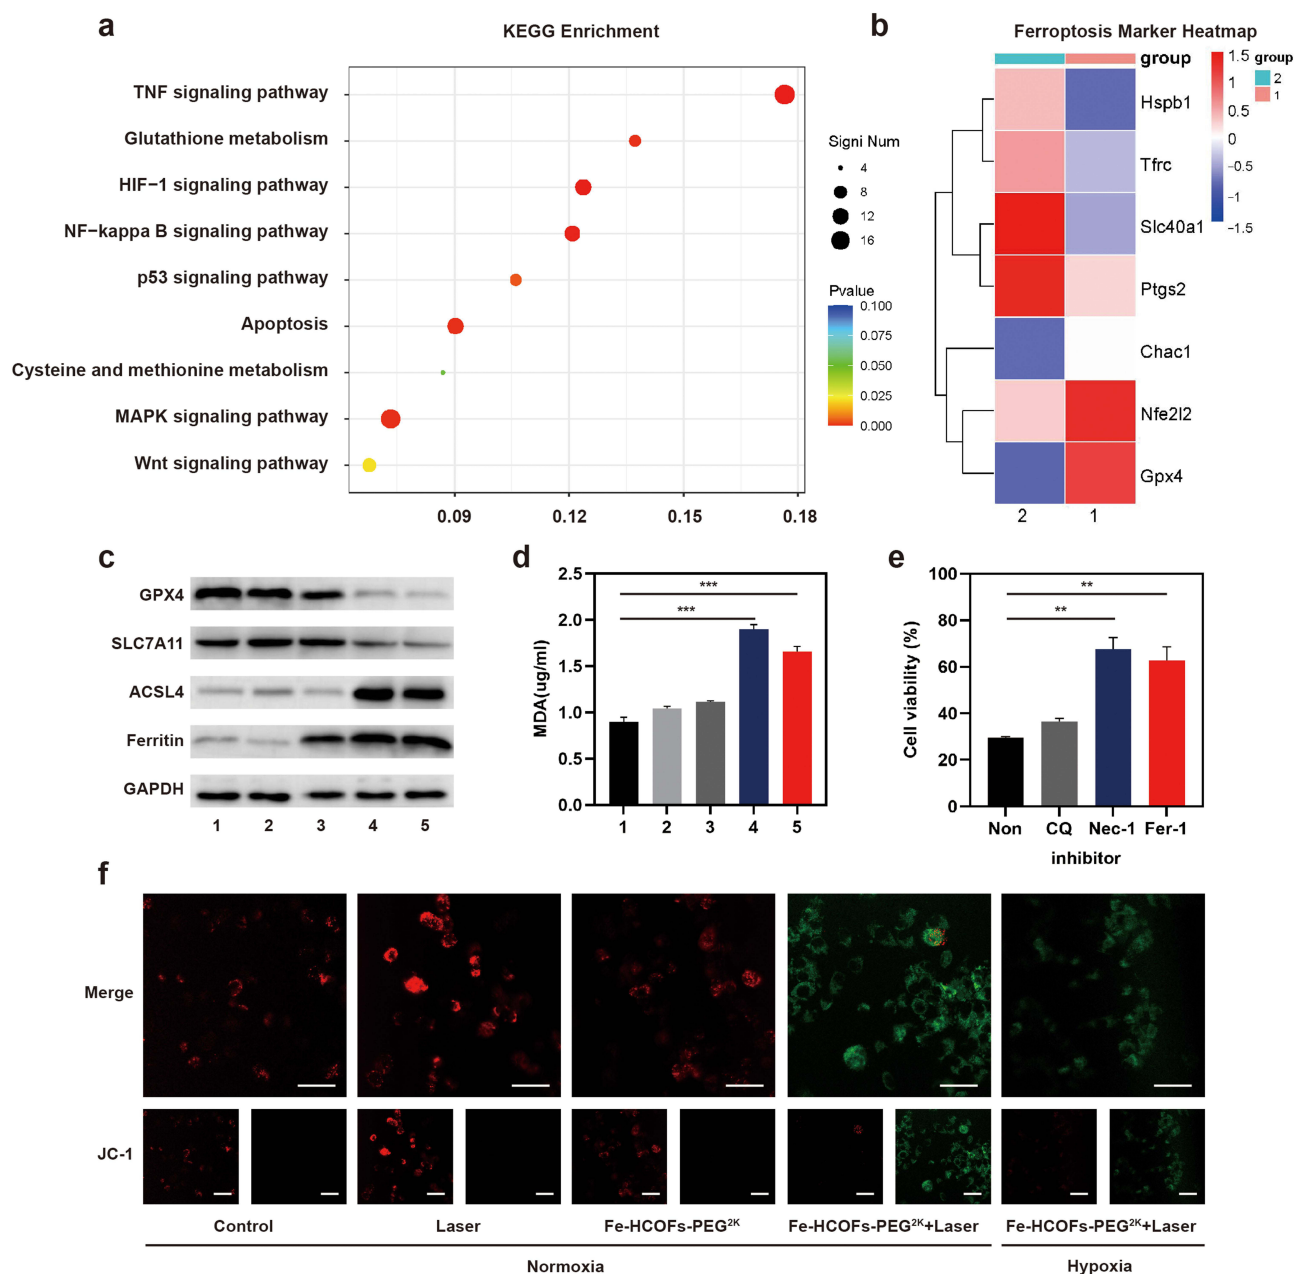 a
KEGG Enrichment
TNF signaling pathway
Glutathione metabolism
HIF−1 signaling pathway
NF−kappa B signaling pathway
p53 signaling pathway
Apoptosis
Cysteine and methionine metabolism
MAPK signaling pathway
Wnt signaling pathway
0.09 0.12 0.15 0.18
Signi Num
4
8
12
16
Pvalue
0.100
0.075
0.050
0.025
0.000
b
Ferroptosis Marker Heatmap
group
Hspb1
Tfrc
Slc40a1
Ptgs2
Chac1
Nfe2l2
Gpx4
2 1
1.5
1
0.5
0
−0.5
−1
−1.5
group
2
1
c
GPX4
SLC7A11
ACSL4
Ferritin
GAPDH
1 2 3 4 5
d
MDA(ug/ml)
2.5
2.0
1.5
1.0
0.5
0.0
***
***
1 2 3 4 5
e
Cell viability (%)
100
80
60
40
20
0
**
**
Non CQ Nec-1 Fer-1
inhibitor
f
Merge
JC-1
Control Laser Fe-HCOFs-PEG²ᴷ Fe-HCOFs-PEG²ᴷ+Laser Fe-HCOFs-PEG²ᴷ+Laser
Normoxia Hypoxia